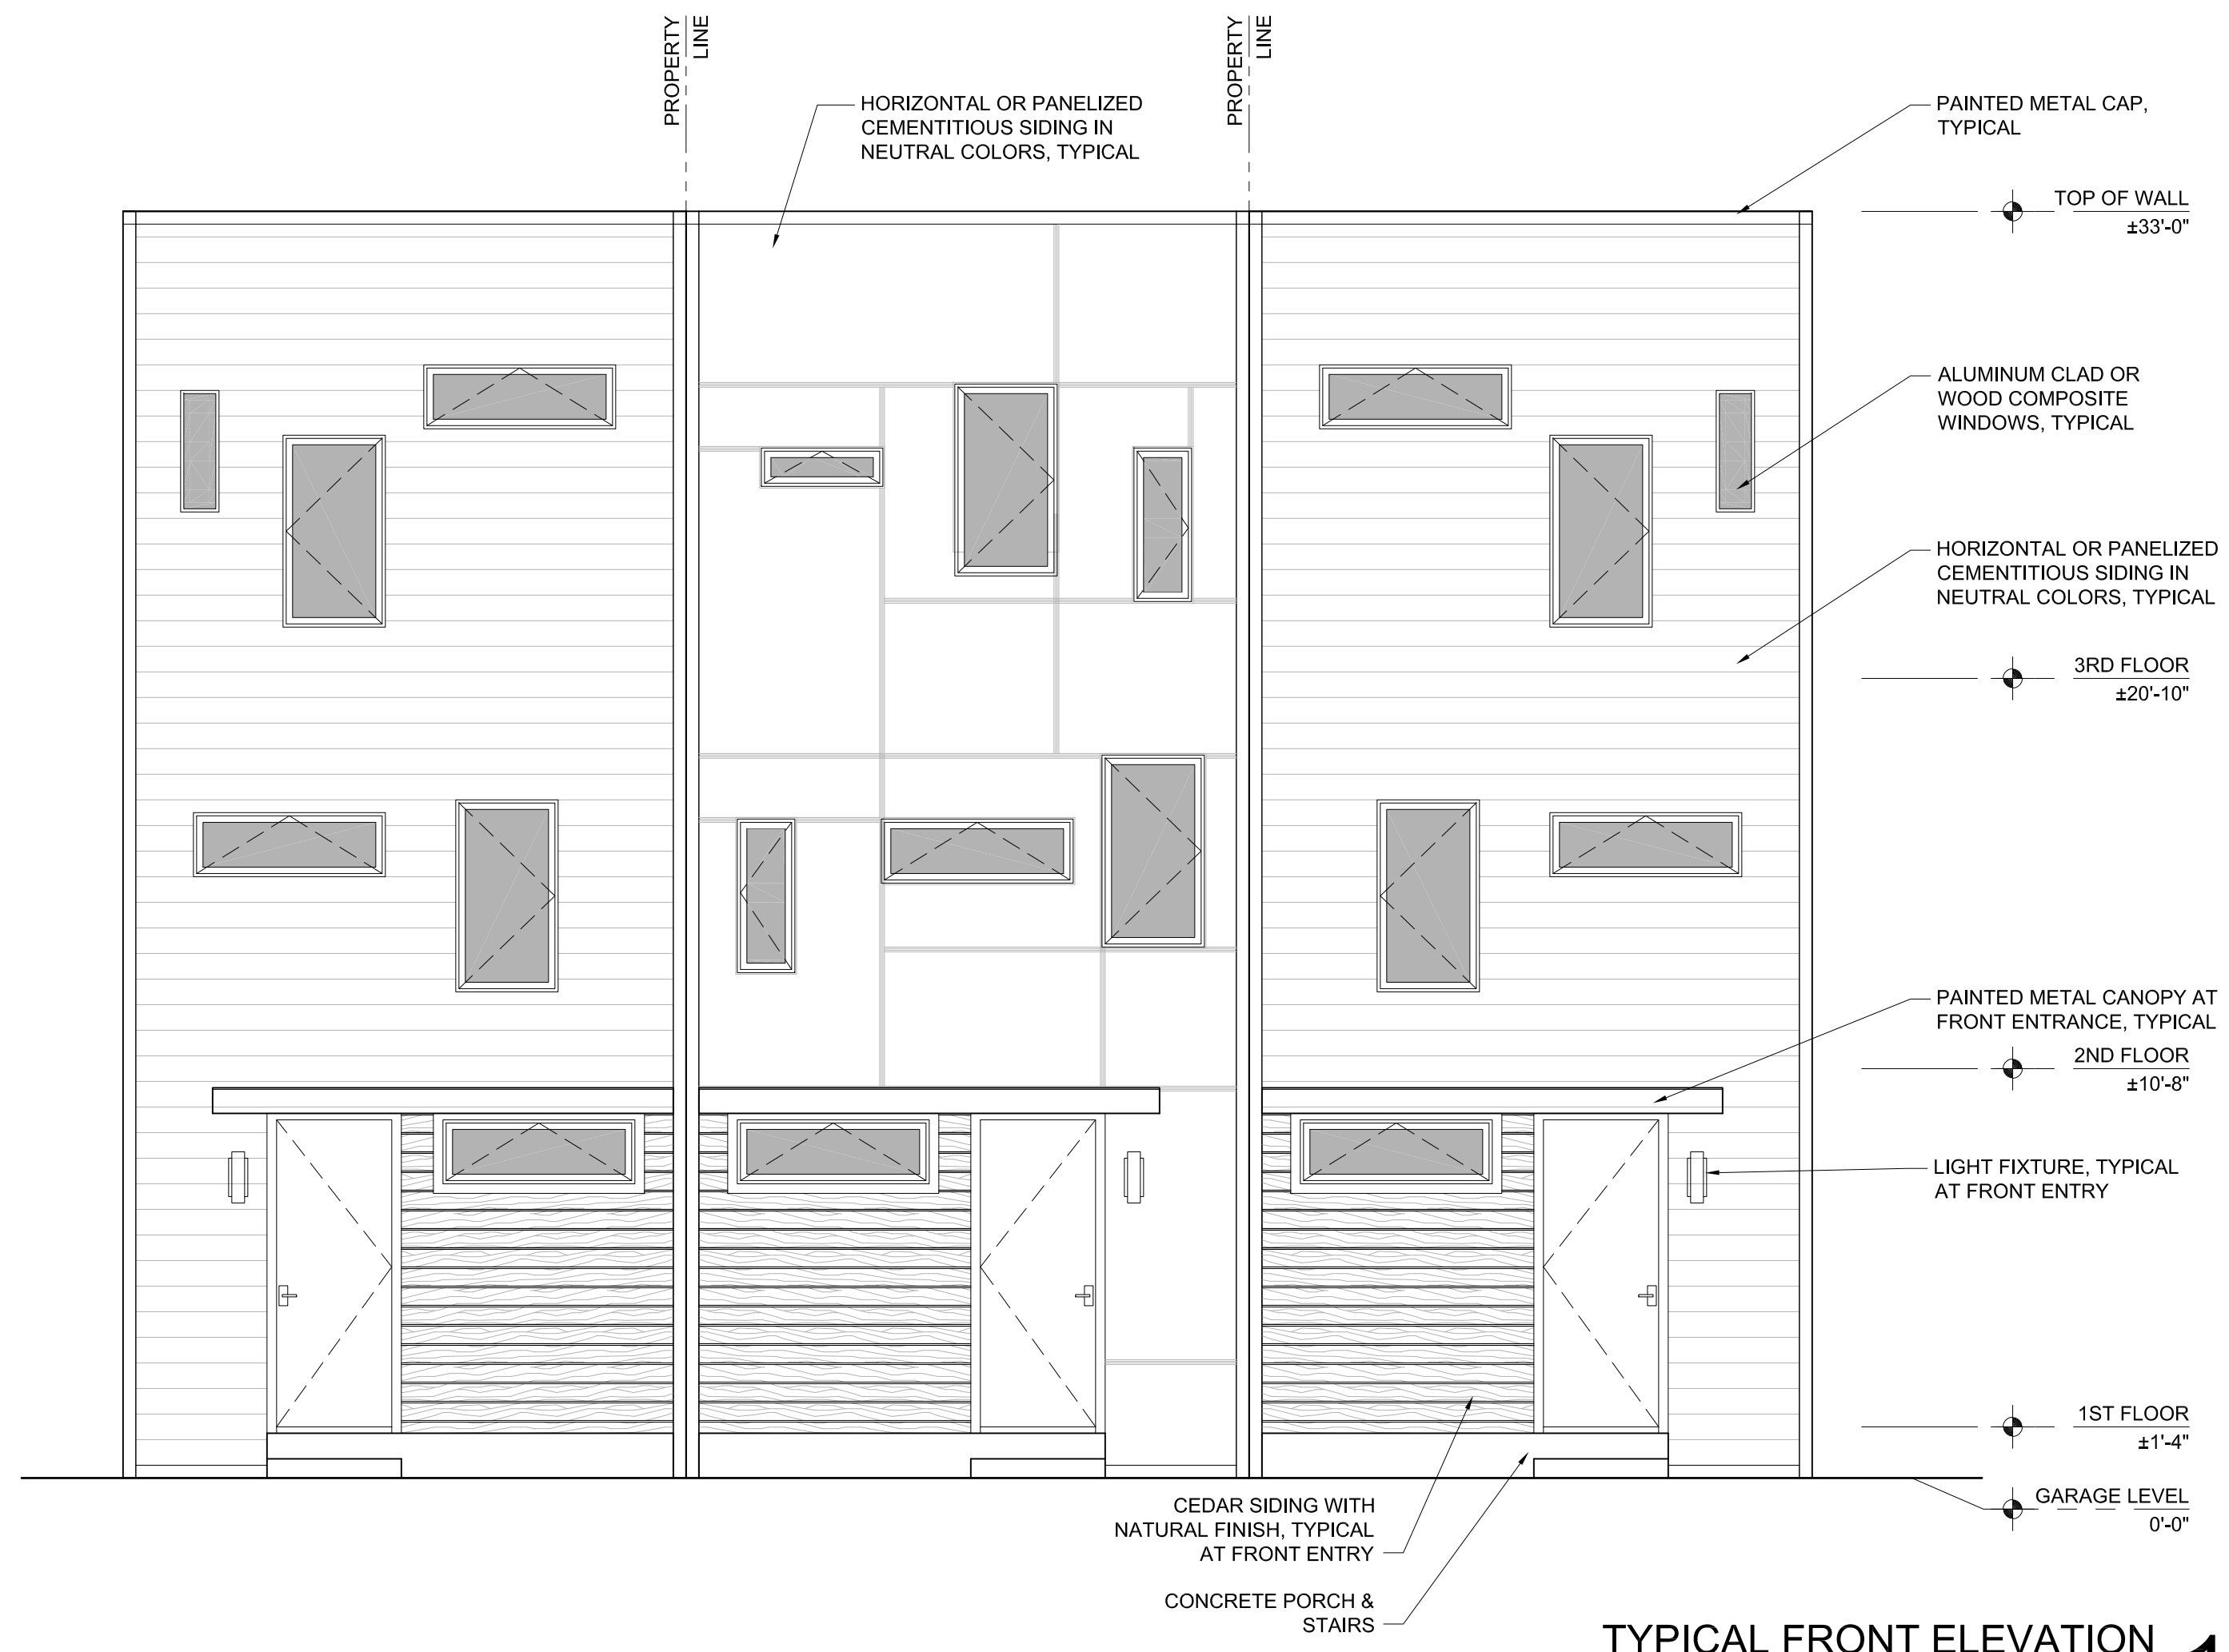 PROPERTY
LINE
PROPERTY
LINE
HORIZONTAL OR PANELIZED
CEMENTITIOUS SIDING IN
NEUTRAL COLORS, TYPICAL
PAINTED METAL CAP,
TYPICAL
TOP OF WALL
±33'-0"
ALUMINUM CLAD OR
WOOD COMPOSITE
WINDOWS, TYPICAL
HORIZONTAL OR PANELIZED
CEMENTITIOUS SIDING IN
NEUTRAL COLORS, TYPICAL
3RD FLOOR
±20'-10"
PAINTED METAL CANOPY AT
FRONT ENTRANCE, TYPICAL
2ND FLOOR
±10'-8"
LIGHT FIXTURE, TYPICAL
AT FRONT ENTRY
1ST FLOOR
±1'-4"
GARAGE LEVEL
0'-0"
CEDAR SIDING WITH
NATURAL FINISH, TYPICAL
AT FRONT ENTRY
CONCRETE PORCH &
STAIRS
TYPICAL FRONT ELEVATION